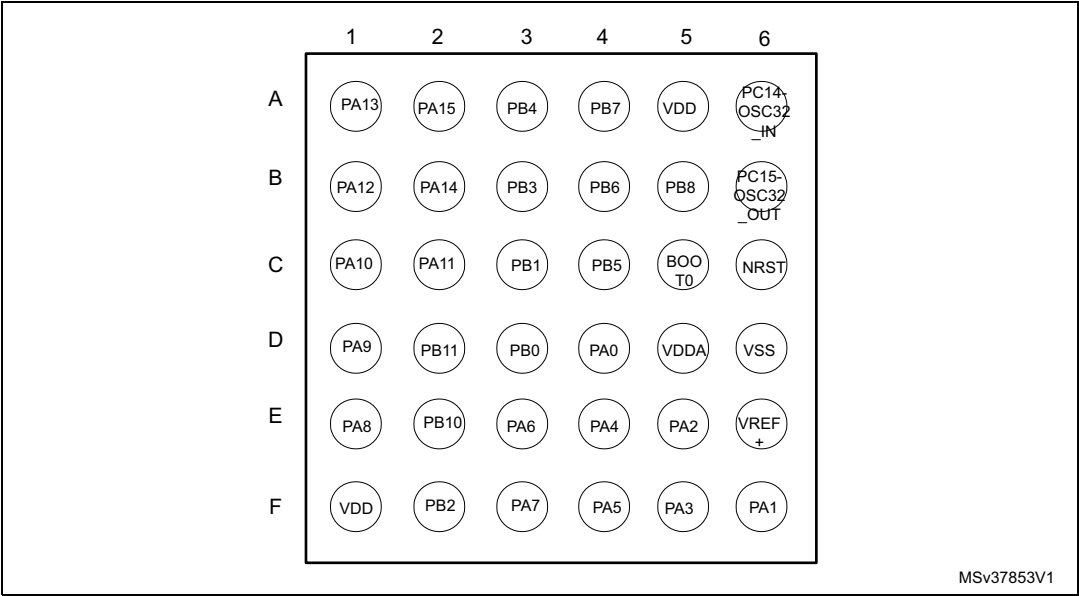 1 2 3 4 5 6
A PA13 PA15 PB4 PB7 VDD PC14-
OSC32
_IN
B PA12 PA14 PB3 PB6 PB8 PC15-
OSC32
_OUT
C PA10 PA11 PB1 PB5 BOO
T0 NRST
D PA9 PB11 PB0 PA0 VDDA VSS
E PA8 PB10 PA6 PA4 PA2 VREF
+
F VDD PB2 PA7 PA5 PA3 PA1
MSv37853V1